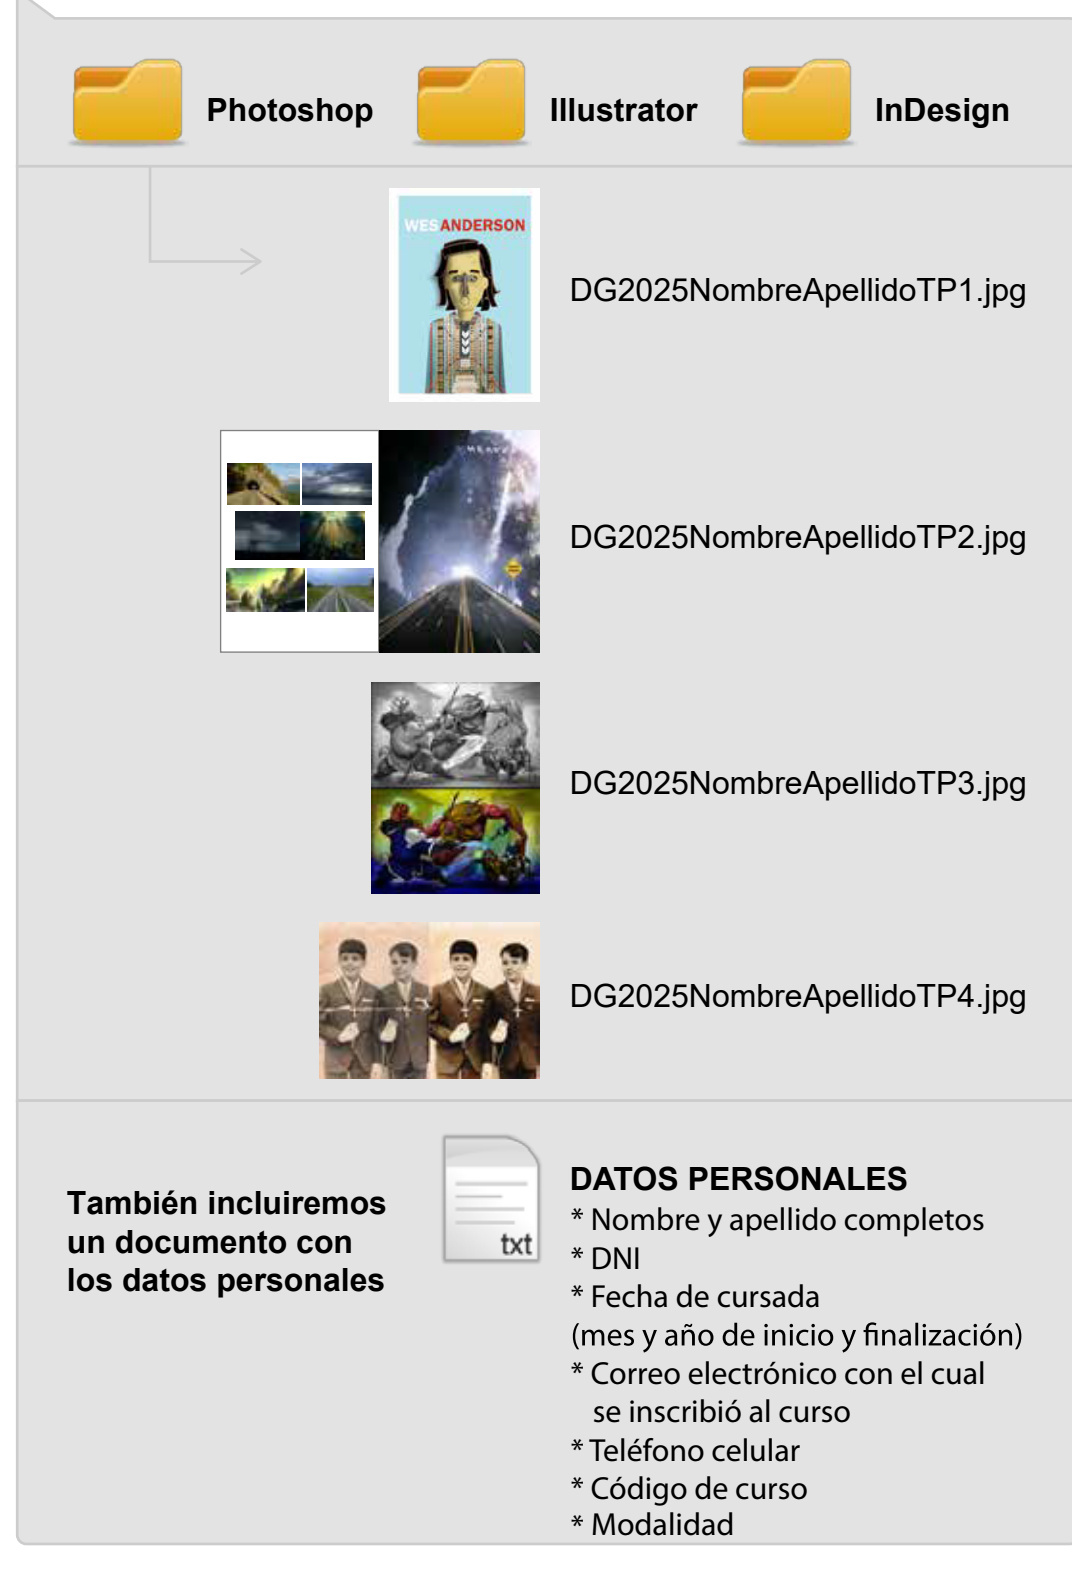 Photoshop
Illustrator
InDesign
WES ANDERSON
DG2025NombreApellidoTP1.jpg
DG2025NombreApellidoTP2.jpg
DG2025NombreApellidoTP3.jpg
DG2025NombreApellidoTP4.jpg
También incluiremos
un documento con
los datos personales
txt
DATOS PERSONALES
* Nombre y apellido completos
* DNI
* Fecha de cursada
(mes y año de inicio y finalización)
* Correo electrónico con el cual
se inscribió al curso
* Teléfono celular
* Código de curso
* Modalidad